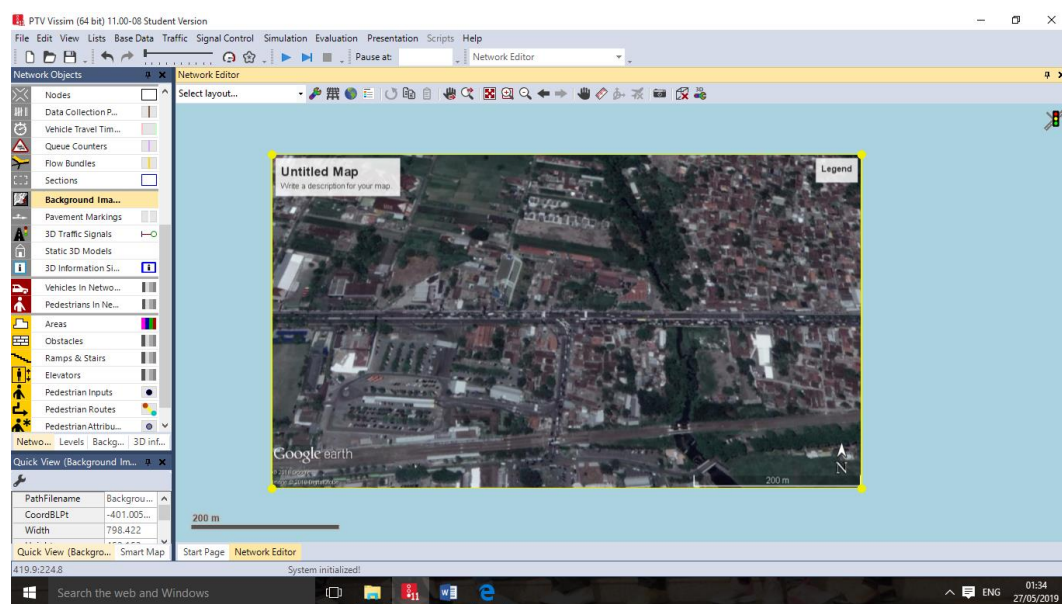 PTV Vissim (64 bit) 11.00-08 Student Version
File Edit View Lists Base Data Traffic Signal Control Simulation Evaluation Presentation Scripts Help
Pause at: Network Editor
Network Objects
Network Editor
Select layout...
Nodes
Data Collection P...
Vehicle Travel Tim...
Queue Counters
Flow Bundles
Sections
Background Ima...
Pavement Markings
3D Traffic Signals
Static 3D Models
3D Information Si...
Vehicles In Netwo...
Pedestrians In Ne...
Areas
Obstacles
Ramps & Stairs
Elevators
Pedestrian Inputs
Pedestrian Routes
Pedestrian Attribu...
Netwo... Levels Backg... 3D inf...
Quick View (Background Im...
PathFilename Backgrou...
CoordBLPt -401.005...
Width 798.422
Quick View (Backgro... Smart Map
Untitled Map
Write a description for your map.
Legend
Google earth
N
200 m
200 m
Start Page Network Editor
419.9:224.8 System initialized!
Search the web and Windows
11
ENG
01:34
27/05/2019